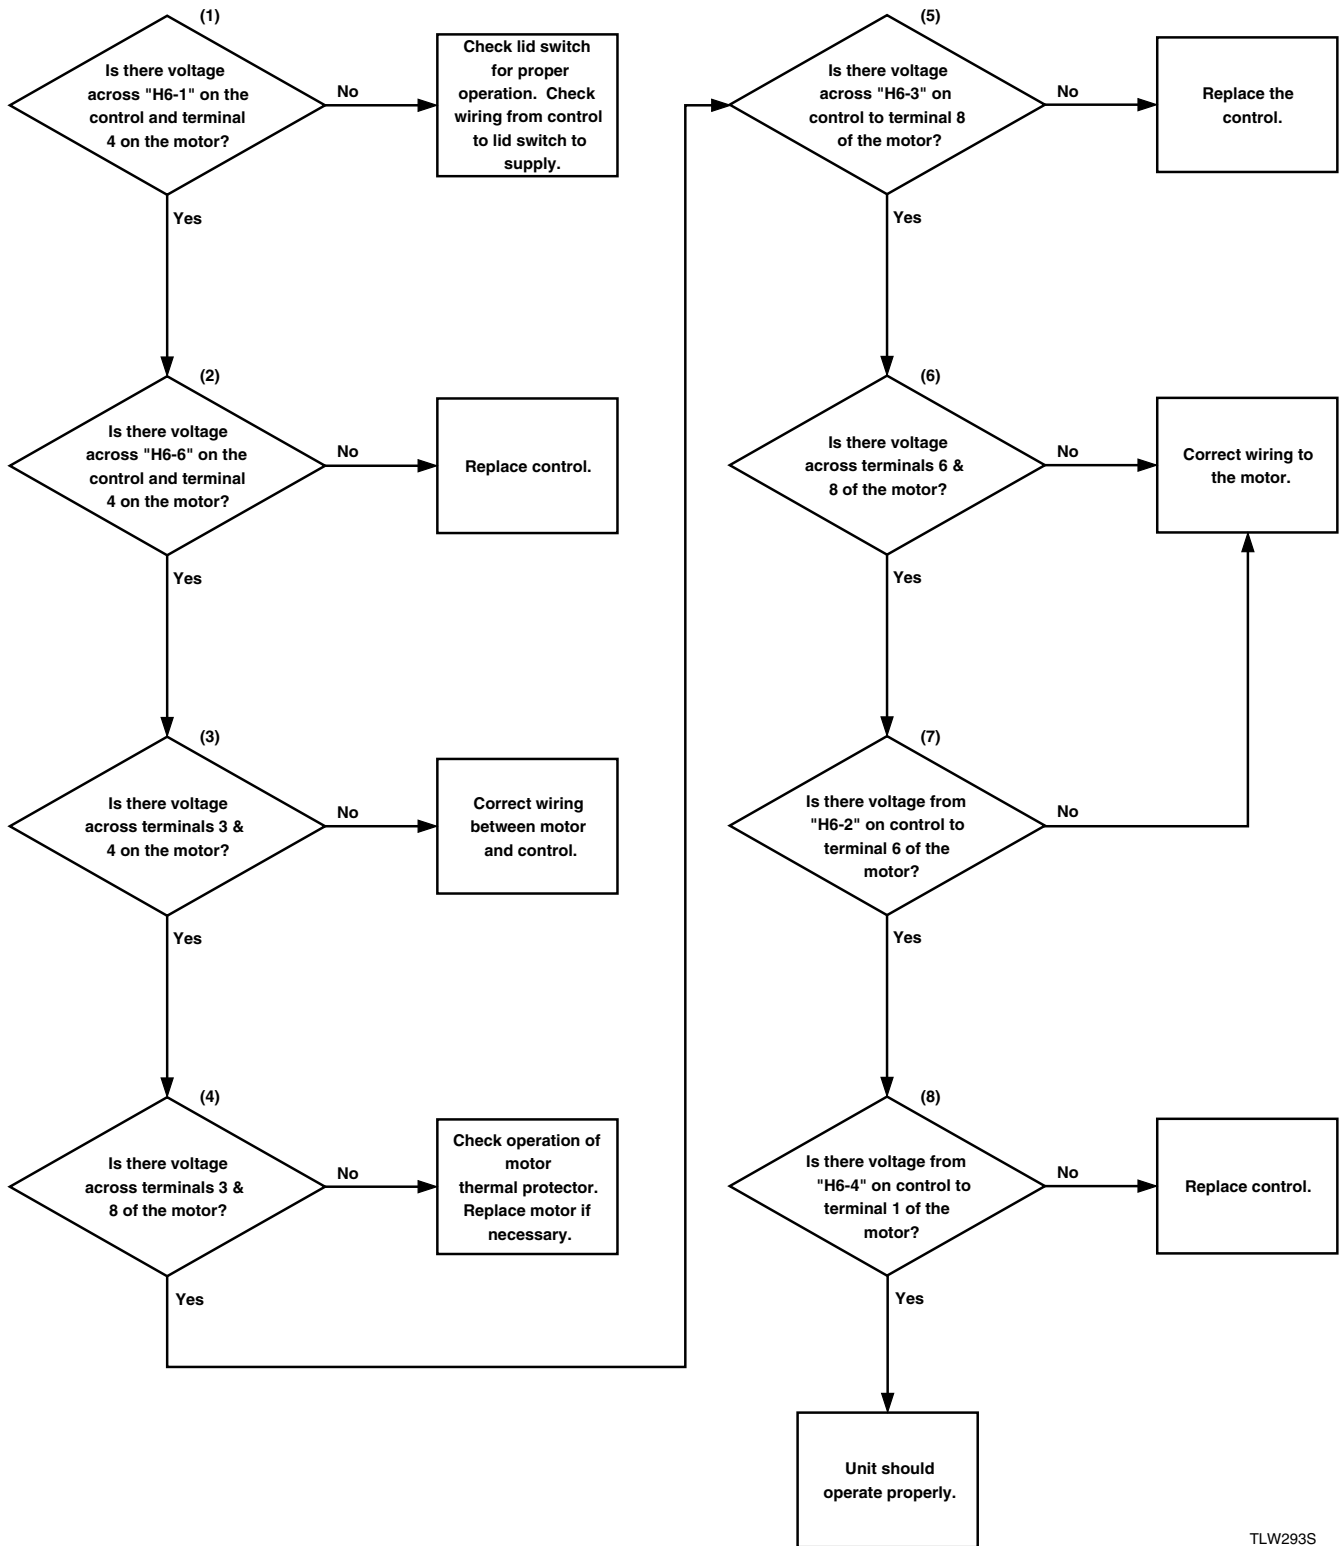 (1)
Is there voltage
across "H6-1" on the
control and terminal
4 on the motor?
No
Check lid switch
for proper
operation.  Check
wiring from control
to lid switch to
supply.
Yes
(2)
Is there voltage
across "H6-6" on the
control and terminal
4 on the motor?
No
Replace control.
Yes
(3)
Is there voltage
across terminals 3 &
4 on the motor?
No
Correct wiring
between motor
and control.
Yes
(4)
Is there voltage
across terminals 3 &
8 of the motor?
No
Check operation of
motor
thermal protector.
Replace motor if
necessary.
Yes
(5)
Is there voltage
across "H6-3" on
control to terminal 8
of the motor?
No
Replace the
control.
Yes
(6)
Is there voltage
across terminals 6 &
8 of the motor?
No
Correct wiring to
the motor.
Yes
(7)
Is there voltage from
"H6-2" on control to
terminal 6 of the
motor?
No
Yes
(8)
Is there voltage from
"H6-4" on control to
terminal 1 of the
motor?
No
Replace control.
Yes
Unit should
operate properly.
TLW293S